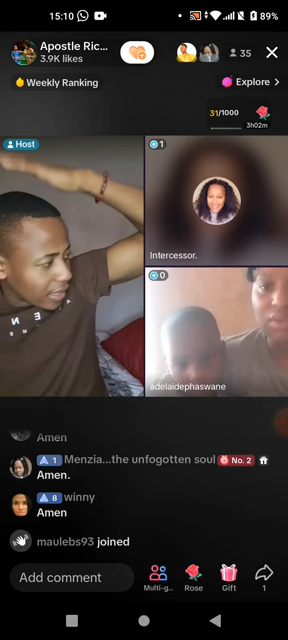 15:10
89%
Apostle Ric...
3.9K likes
35
Weekly Ranking
Explore >
31/1000
3h02m
Host
1
Intercessor.
0
adelaidephaswane
Amen
1 Menzia...the unfogotten soul No. 2
Amen.
8 winny
Amen
maulebs93 joined
Add comment
Multi-g...
Rose
Gift
1